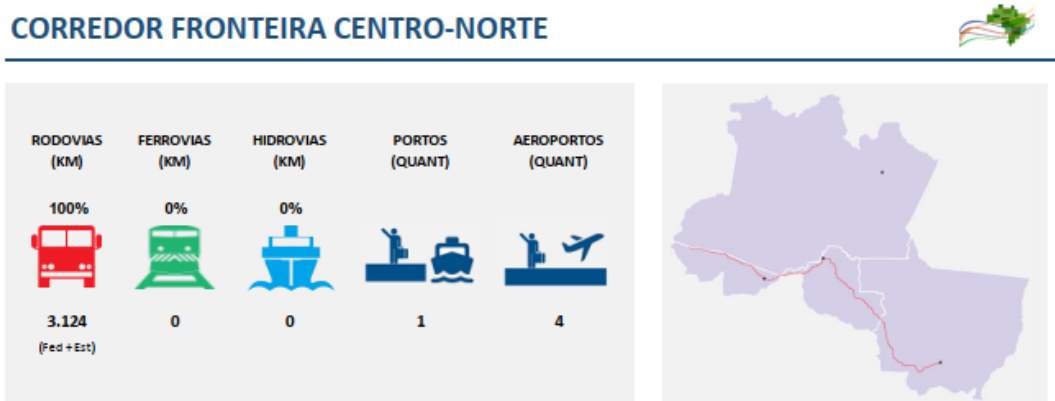 CORREDOR FRONTEIRA CENTRO-NORTE
RODOVIAS
(KM)
FERROVIAS
(KM)
HIDROVIAS
(KM)
PORTOS
(QUANT)
AEROPORTOS
(QUANT)
100%
0%
0%
3.124
(Fed + Est)
0
0
1
4